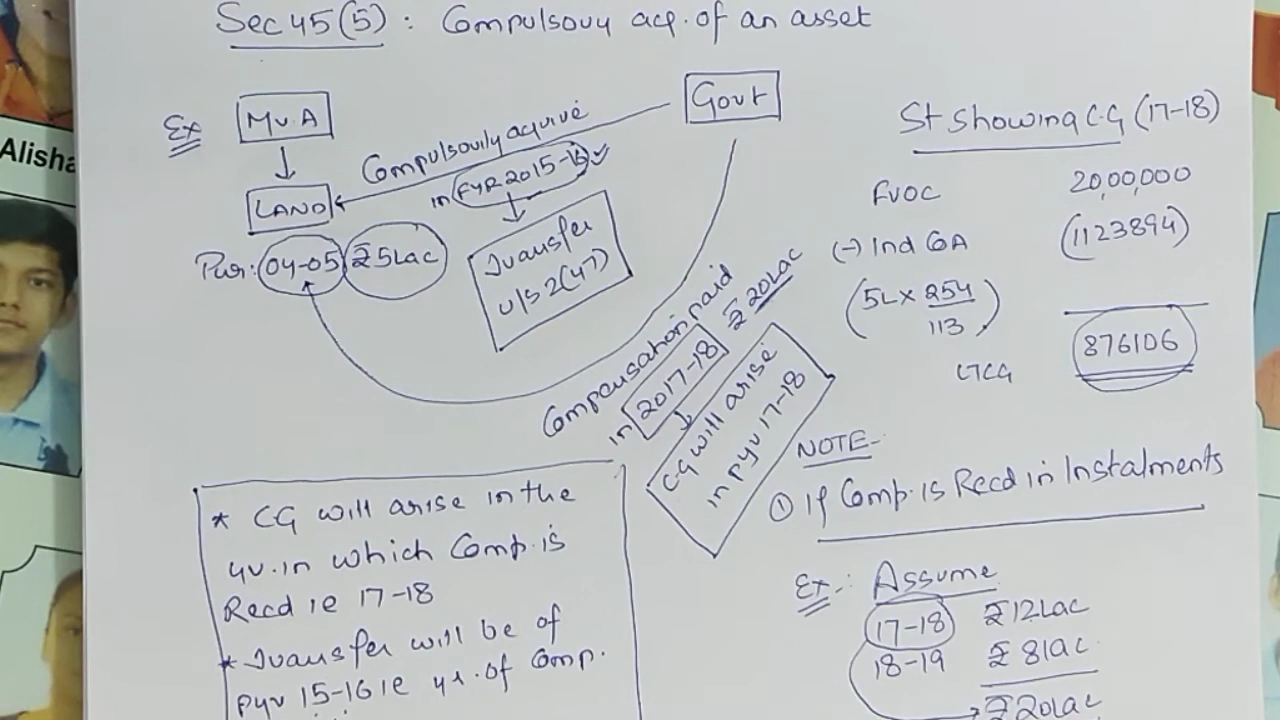 Sec 45(5) : Compulsory acq. of an asset
Ex
Mr. A
LAND
Pur: 04-05 ₹5Lac
Govt
Compulsorily acquire
in FYR 2015-16
Transfer
u/s 2(47)
Compensation paid
in 2017-18 ₹20Lac
CG will arise
in pyr 17-18
St Showing C.G (17-18)
FVOC 20,00,000
(-) Ind COA (1123894)
(5L x 254/113)
LTCG 876106
* CG will arise in the
yr. in which Comp. is
Recd ie 17-18
* Transfer will be of
pyr 15-16 ie yr. of Comp.
NOTE-
① If Comp. is Recd in Instalments
Ex.: Assume
17-18 ₹12Lac
18-19 ₹8lac
₹20Lac
Alisha